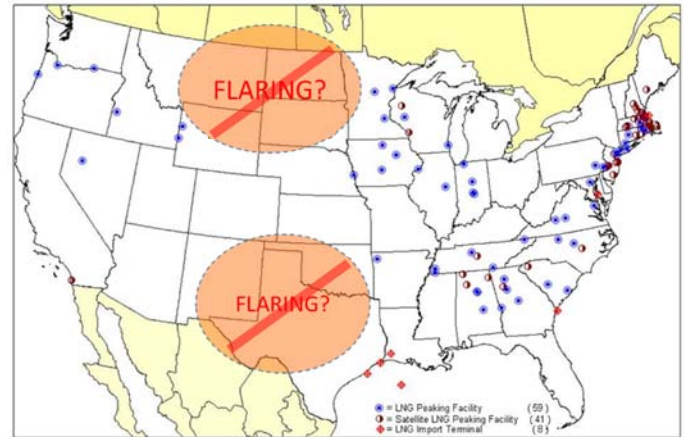 FLARING?
FLARING?
= LNG Peaking Facility (59)
= Satellite LNG Peaking Facility (41)
= LNG Import Terminal (8)